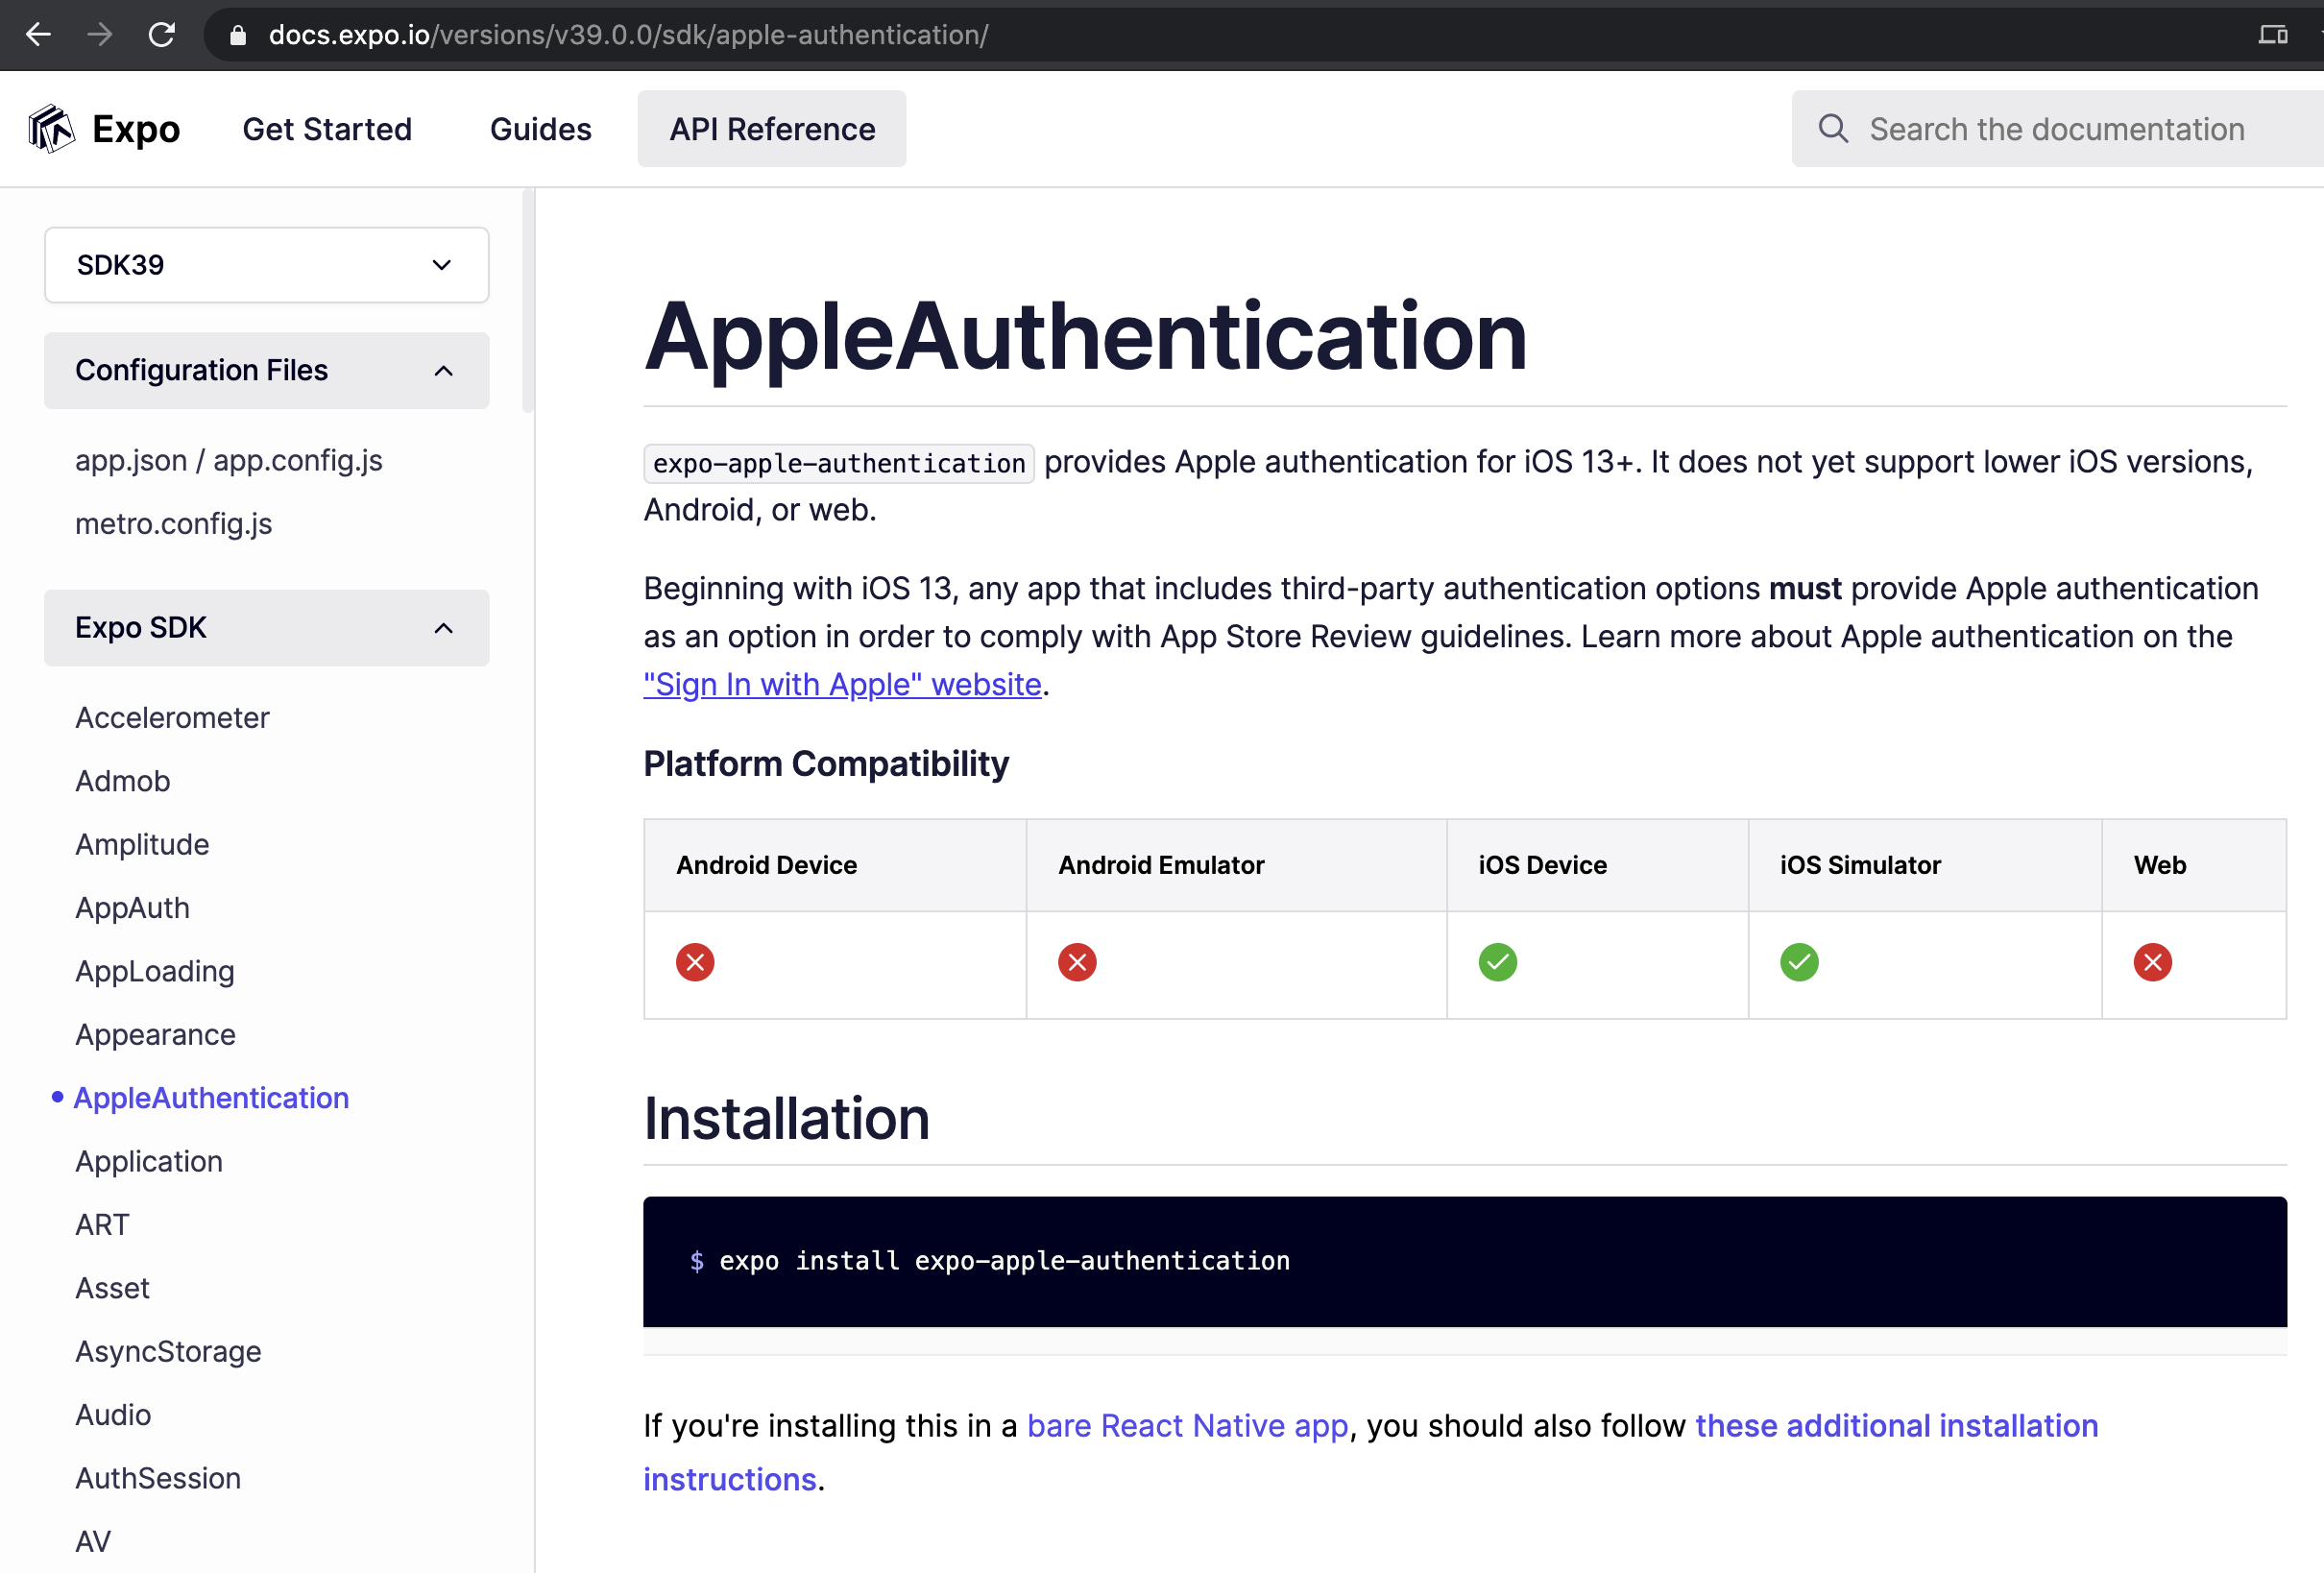 docs.expo.io/versions/v39.0.0/sdk/apple-authentication/
Expo
Get Started
Guides
API Reference
Search the documentation
SDK39
Configuration Files
app.json / app.config.js
metro.config.js
Expo SDK
Accelerometer
Admob
Amplitude
AppAuth
AppLoading
Appearance
AppleAuthentication
Application
ART
Asset
AsyncStorage
Audio
AuthSession
AV
AppleAuthentication
expo-apple-authentication provides Apple authentication for iOS 13+. It does not yet support lower iOS versions,
Android, or web.
Beginning with iOS 13, any app that includes third-party authentication options must provide Apple authentication
as an option in order to comply with App Store Review guidelines. Learn more about Apple authentication on the
"Sign In with Apple" website.
Platform Compatibility
Android Device
Android Emulator
iOS Device
iOS Simulator
Web
Installation
$ expo install expo-apple-authentication
If you're installing this in a bare React Native app, you should also follow these additional installation
instructions.